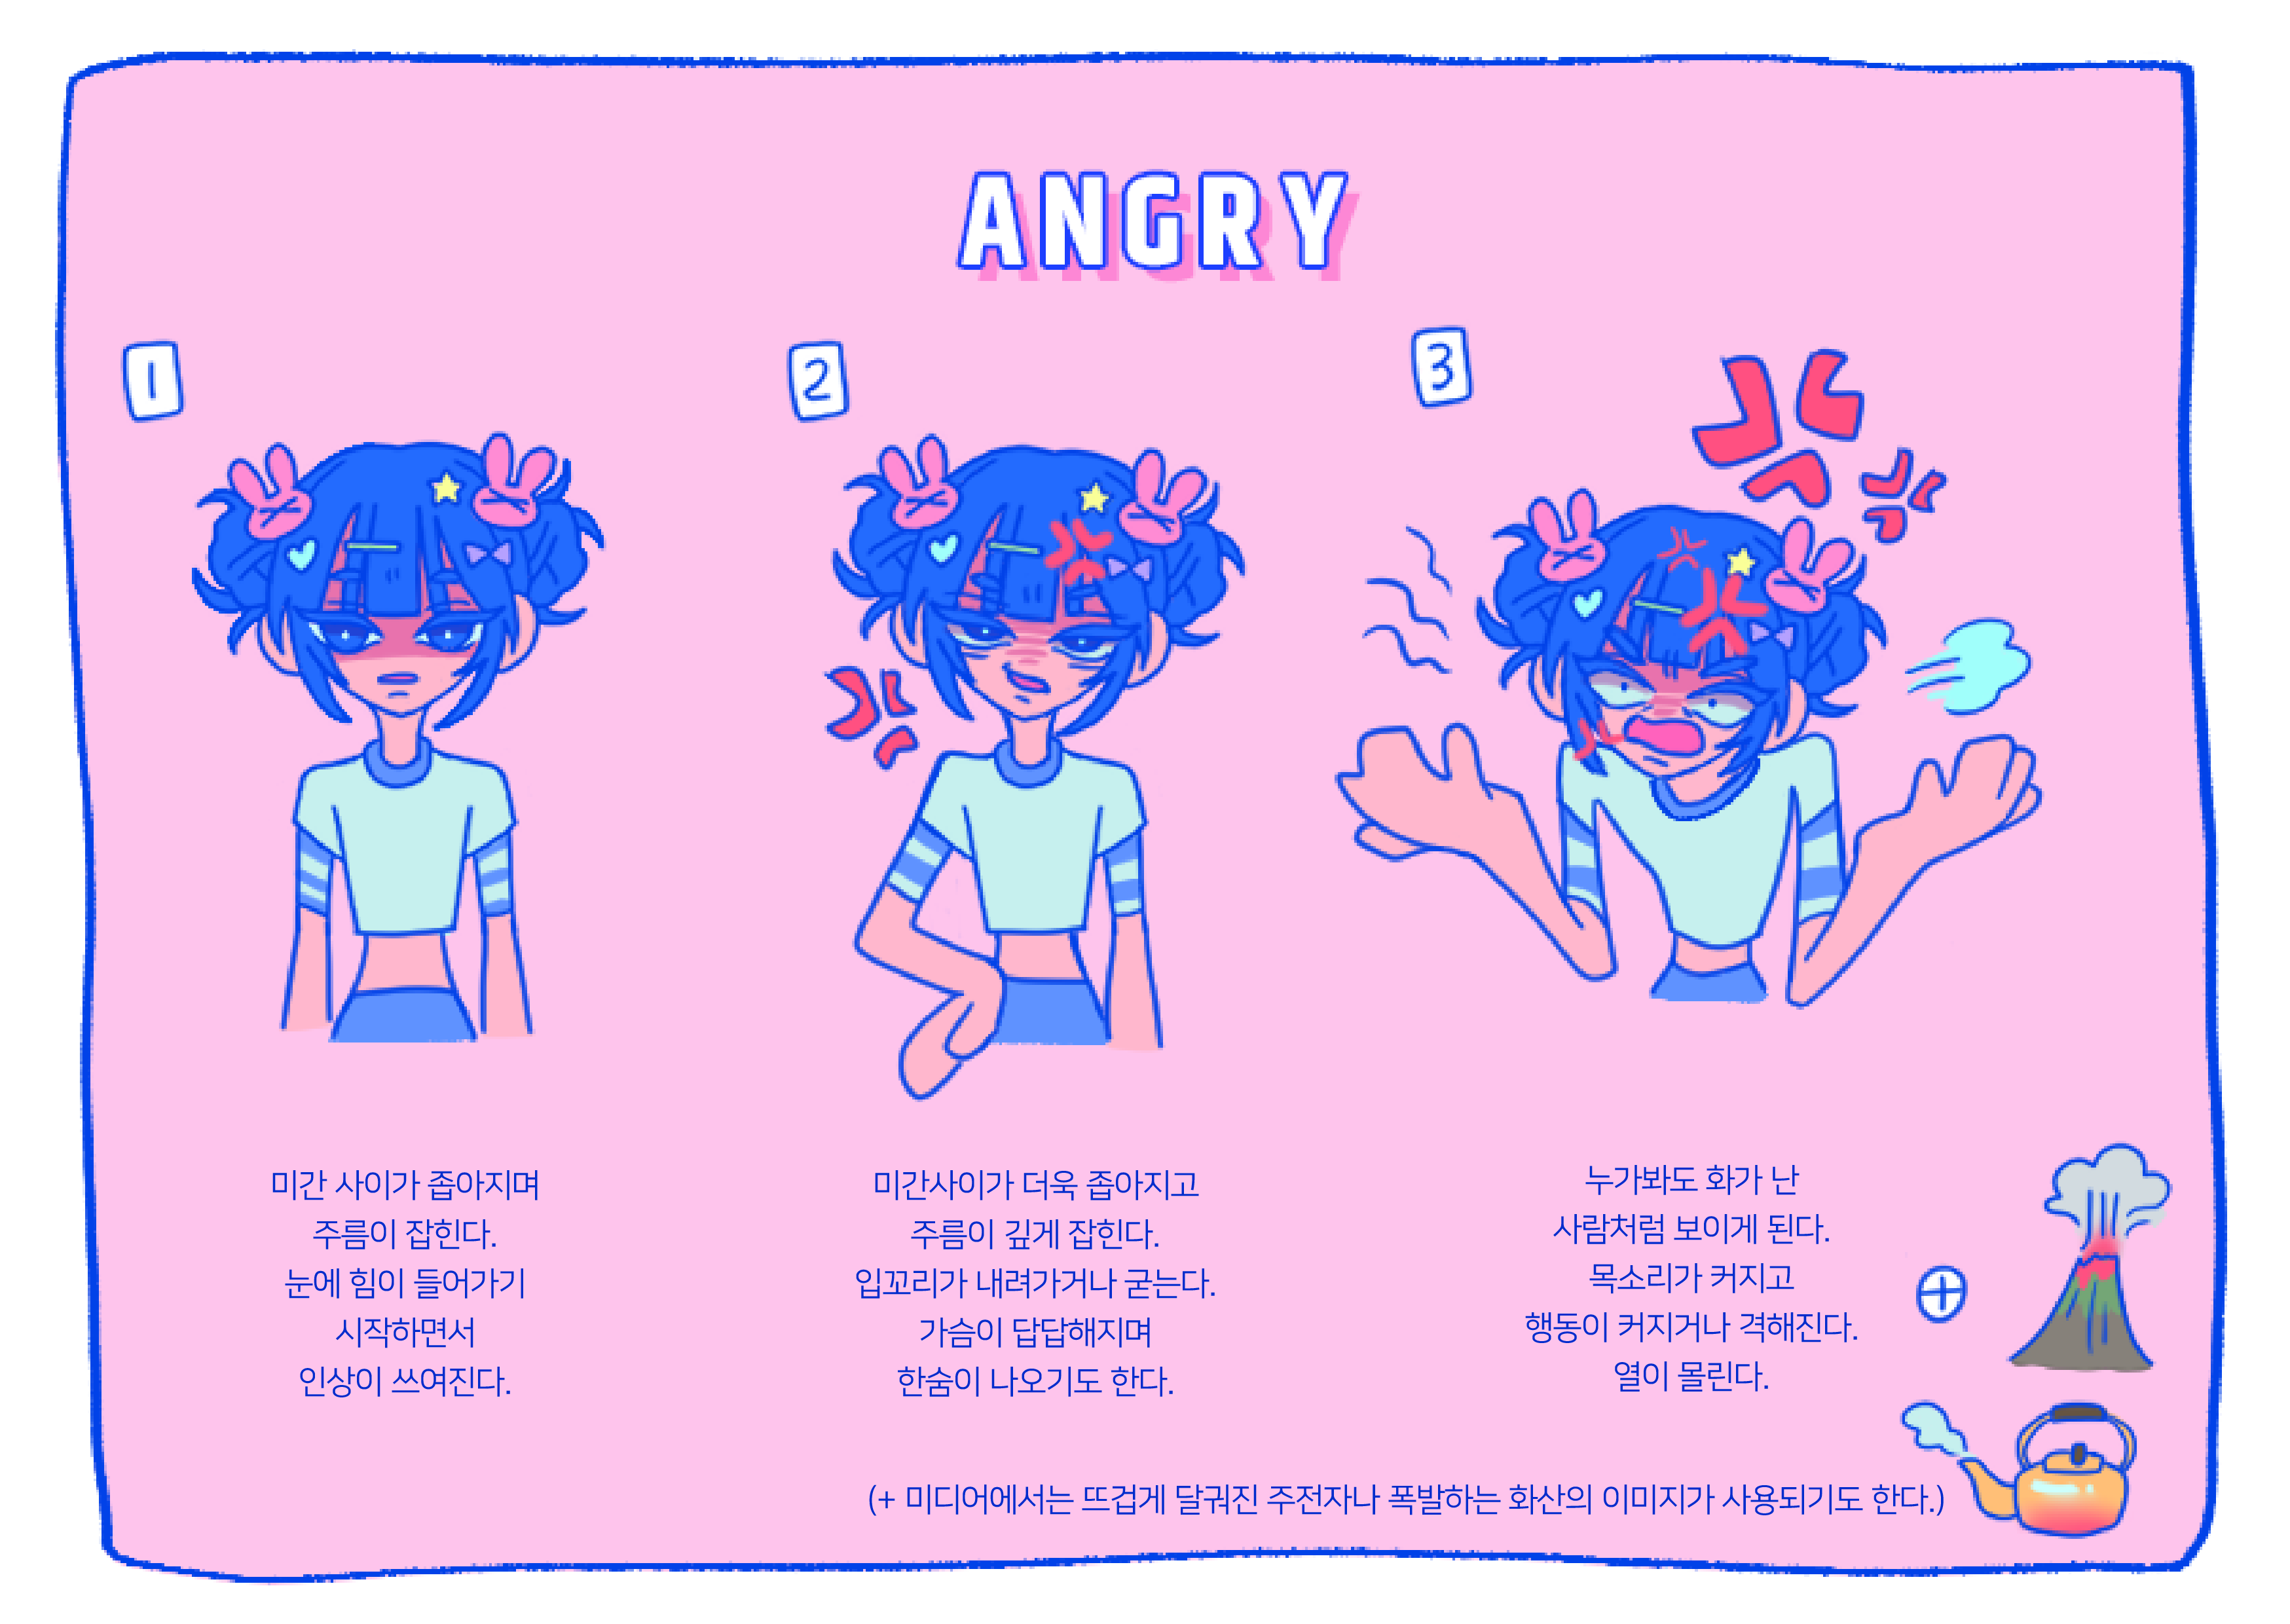 ANGRY
1
2
3
미간 사이가 좁아지며
주름이 잡힌다.
눈에 힘이 들어가기
시작하면서
인상이 쓰여진다.
미간사이가 더욱 좁아지고
주름이 깊게 잡힌다.
입꼬리가 내려가거나 굳는다.
가슴이 답답해지며
한숨이 나오기도 한다.
누가봐도 화가 난
사람처럼 보이게 된다.
목소리가 커지고
행동이 커지거나 격해진다.
열이 몰린다.
+
(+ 미디어에서는 뜨겁게 달궈진 주전자나 폭발하는 화산의 이미지가 사용되기도 한다.)